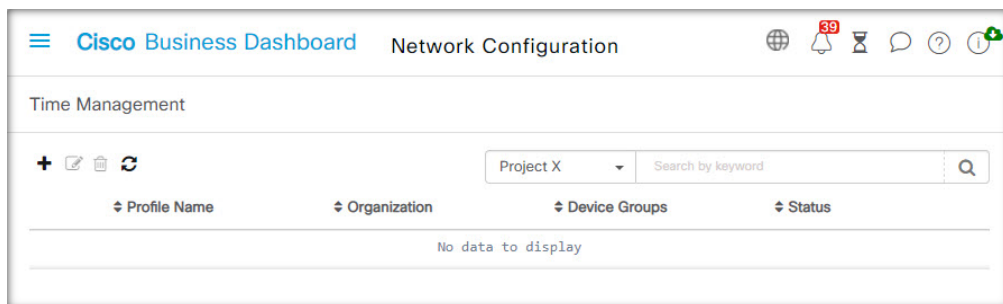 Cisco Business Dashboard Network Configuration 39
Time Management
Project X Search by keyword
Profile Name Organization Device Groups Status
No data to display